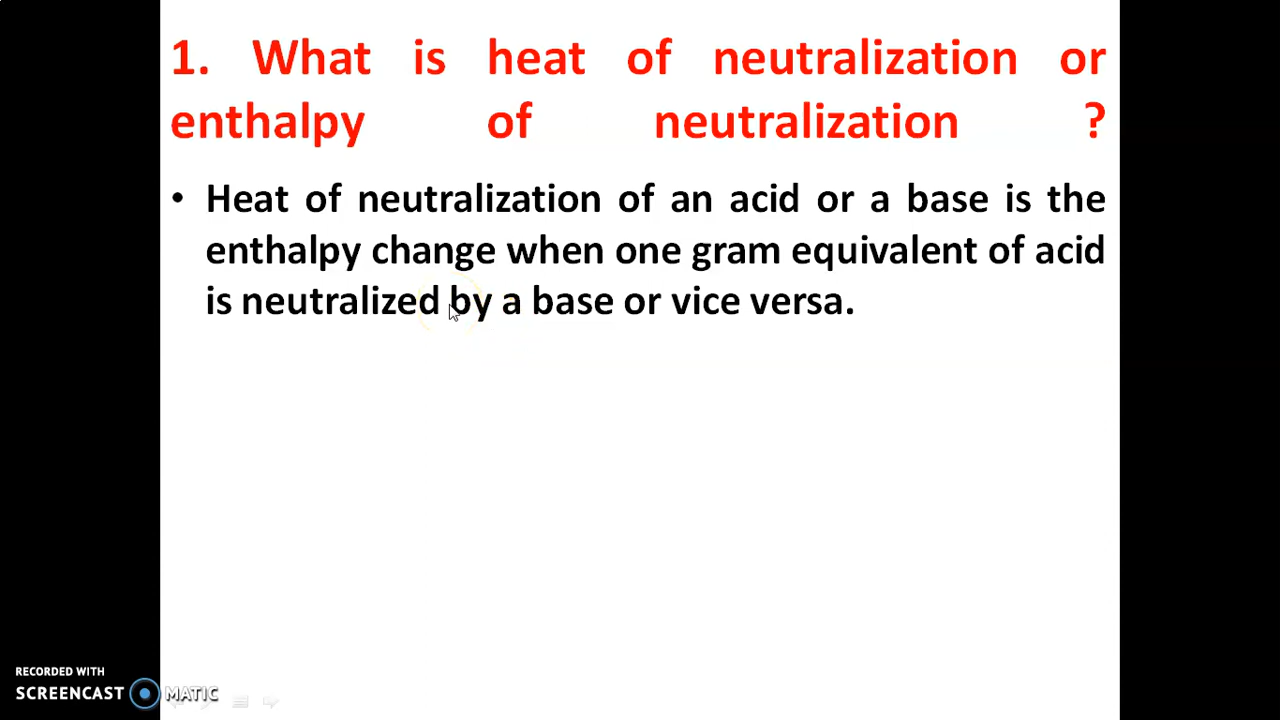 1. What is heat of neutralization or
enthalpy of neutralization ?
• Heat of neutralization of an acid or a base is the
enthalpy change when one gram equivalent of acid
is neutralized by a base or vice versa.
RECORDED WITH
SCREENCAST MATIC